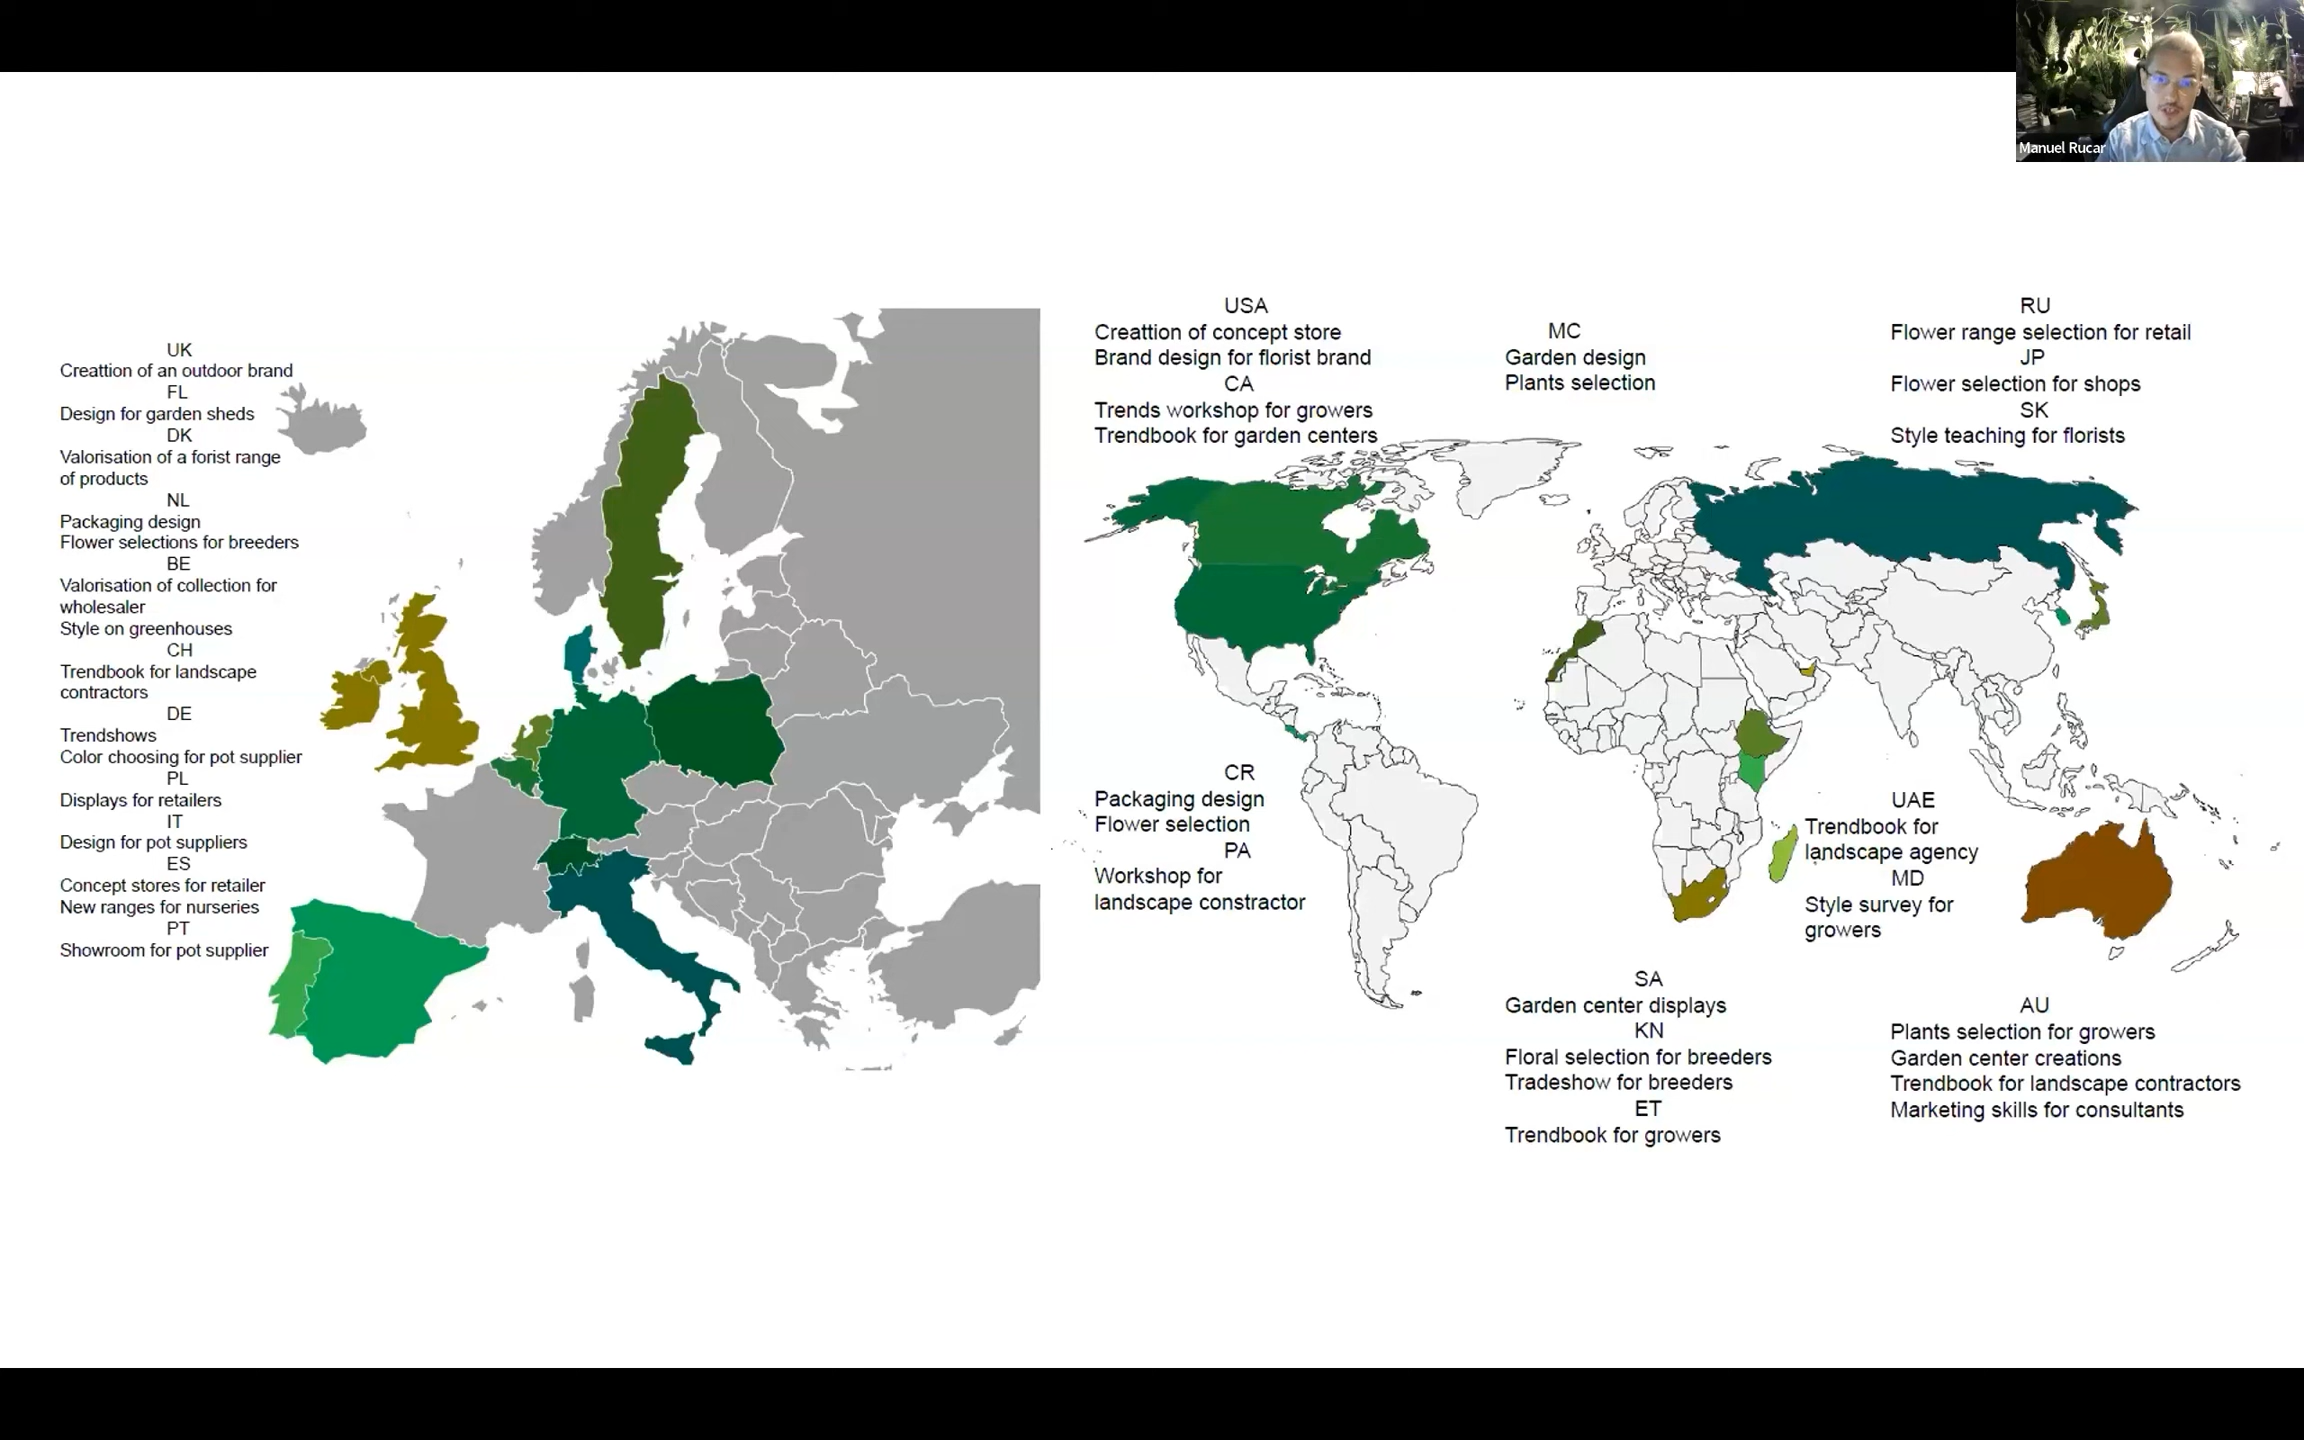 Manuel Rucar
UK
Creattion of an outdoor brand
FL
Design for garden sheds
DK
Valorisation of a forist range
of products
NL
Packaging design
Flower selections for breeders
BE
Valorisation of collection for
wholesaler
Style on greenhouses
CH
Trendbook for landscape
contractors
DE
Trendshows
Color choosing for pot supplier
PL
Displays for retailers
IT
Design for pot suppliers
ES
Concept stores for retailer
New ranges for nurseries
PT
Showroom for pot supplier
USA
Creattion of concept store
Brand design for florist brand
CA
Trends workshop for growers
Trendbook for garden centers
MC
Garden design
Plants selection
RU
Flower range selection for retail
JP
Flower selection for shops
SK
Style teaching for florists
CR
Packaging design
Flower selection
PA
Workshop for
landscape constractor
UAE
Trendbook for
landscape agency
MD
Style survey for
growers
SA
Garden center displays
KN
Floral selection for breeders
Tradeshow for breeders
ET
Trendbook for growers
AU
Plants selection for growers
Garden center creations
Trendbook for landscape contractors
Marketing skills for consultants